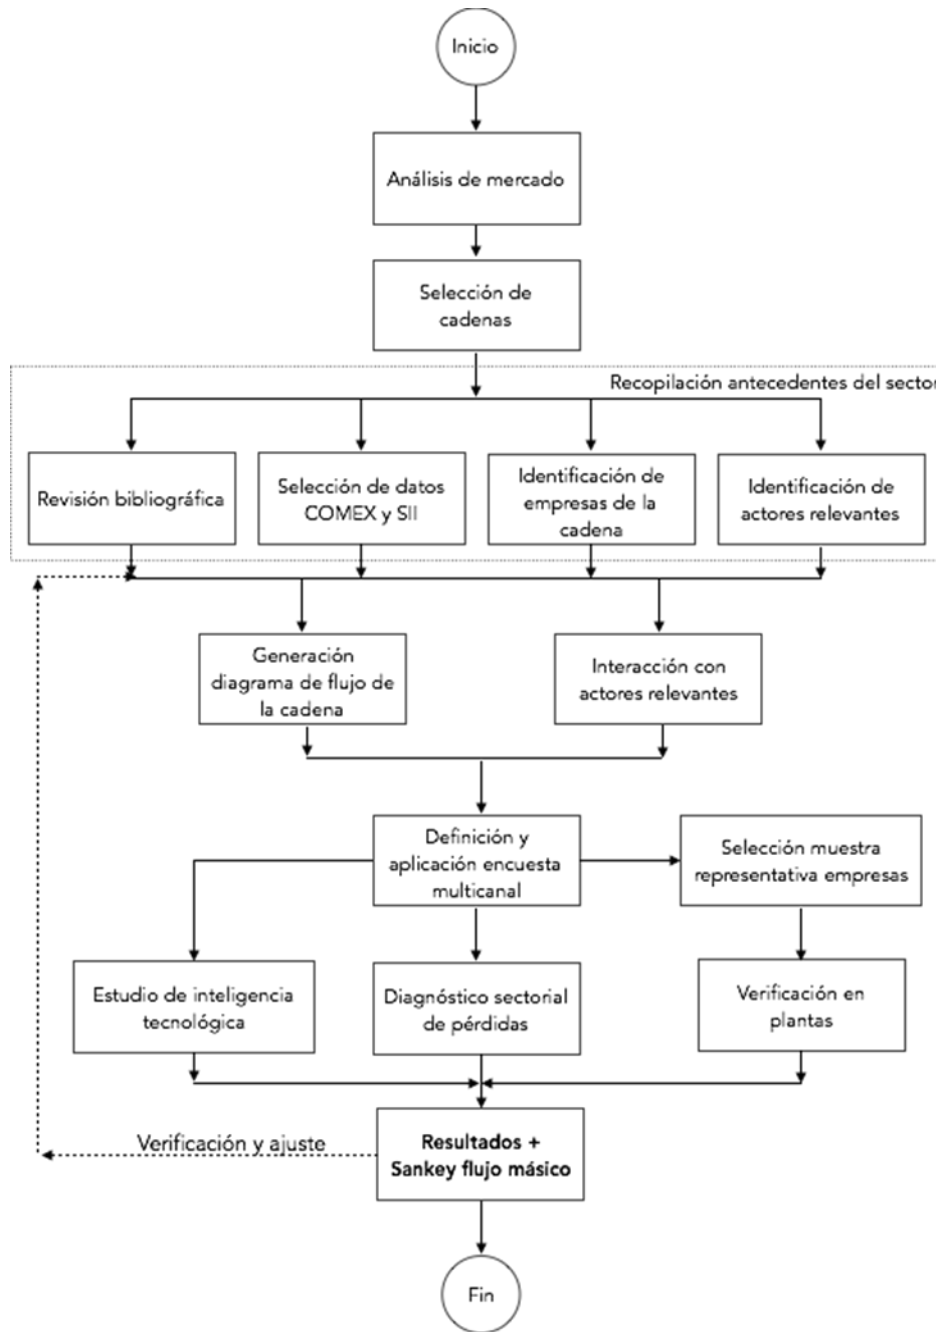 Inicio
Análisis de mercado
Selección de
cadenas
Recopilación antecedentes del sector
Revisión bibliográfica
Selección de datos
COMEX y SII
Identificación de
empresas de la
cadena
Identificación de
actores relevantes
Generación
diagrama de flujo de
la cadena
Interacción con
actores relevantes
Definición y
aplicación encuesta
multicanal
Selección muestra
representativa empresas
Estudio de inteligencia
tecnológica
Diagnóstico sectorial
de pérdidas
Verificación en
plantas
Verificación y ajuste
Resultados +
Sankey flujo másico
Fin